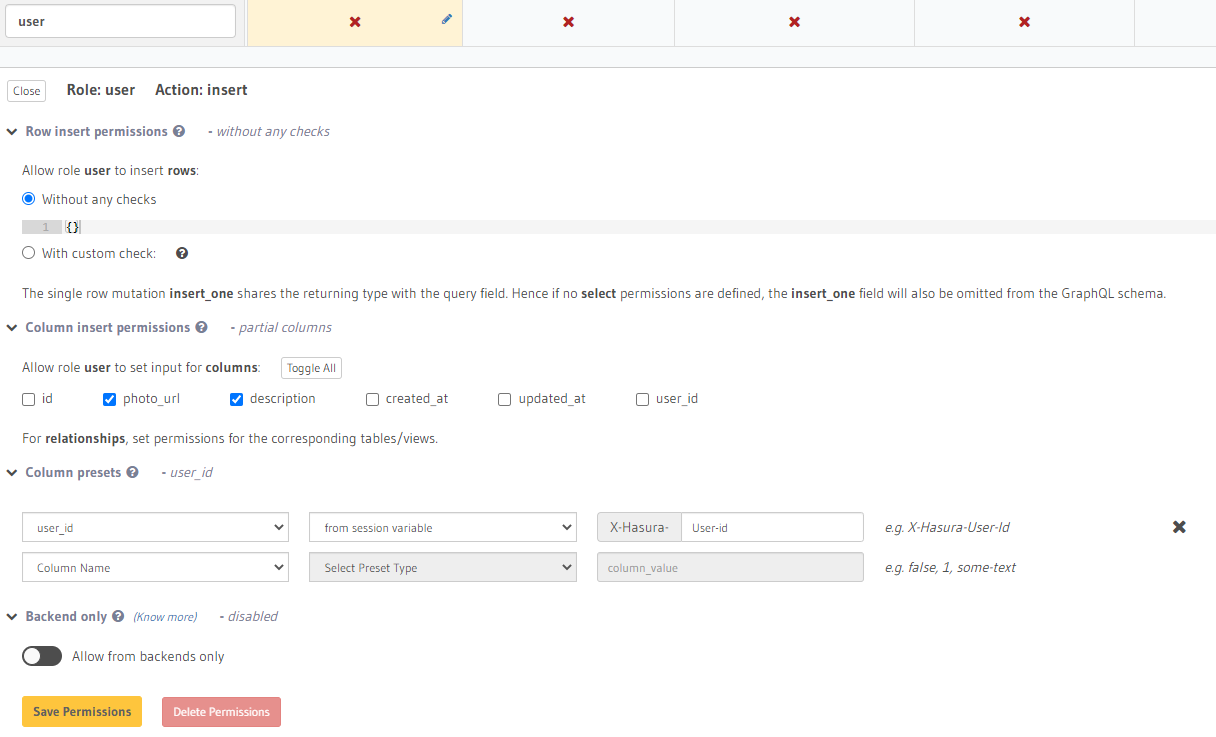 user
Close Role: user Action: insert
Row insert permissions - without any checks
Allow role user to insert rows:
Without any checks
1 {}
With custom check:
The single row mutation insert_one shares the returning type with the query field. Hence if no select permissions are defined, the insert_one field will also be omitted from the GraphQL schema.
Column insert permissions - partial columns
Allow role user to set input for columns: Toggle All
id photo_url description created_at updated_at user_id
For relationships, set permissions for the corresponding tables/views.
Column presets - user_id
user_id from session variable X-Hasura- User-id e.g. X-Hasura-User-Id
Column Name Select Preset Type column_value e.g. false, 1, some-text
Backend only (Know more) - disabled
Allow from backends only
Save Permissions Delete Permissions